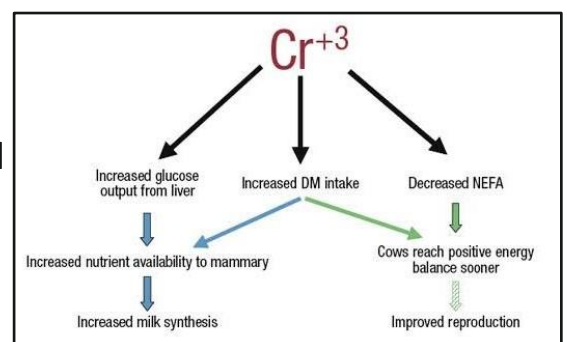 Cr+3
Increased glucose
output from liver
Increased DM intake
Decreased NEFA
Increased nutrient availability to mammary
Cows reach positive energy
balance sooner
Increased milk synthesis
Improved reproduction